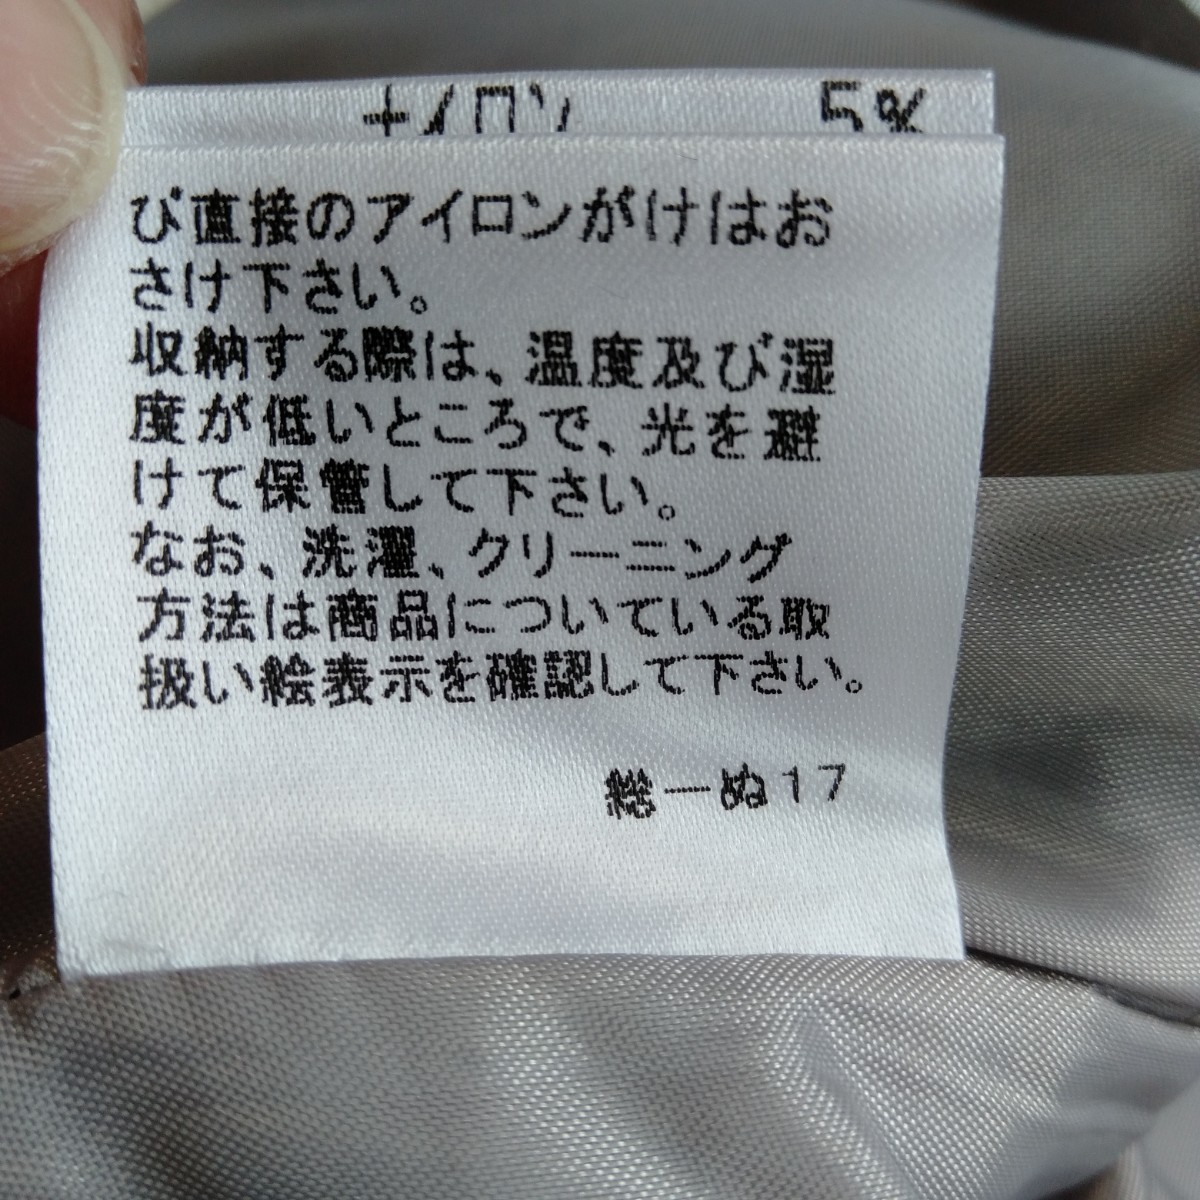 ナイロン 5%
び直接のアイロンがけはお
さけ下さい。
収納する際は、温度及び湿
度が低いところで、光を避
けて保管して下さい。
なお、洗濯、クリーニング
方法は商品についている取
扱い絵表示を確認して下さい。
総一ぬ17